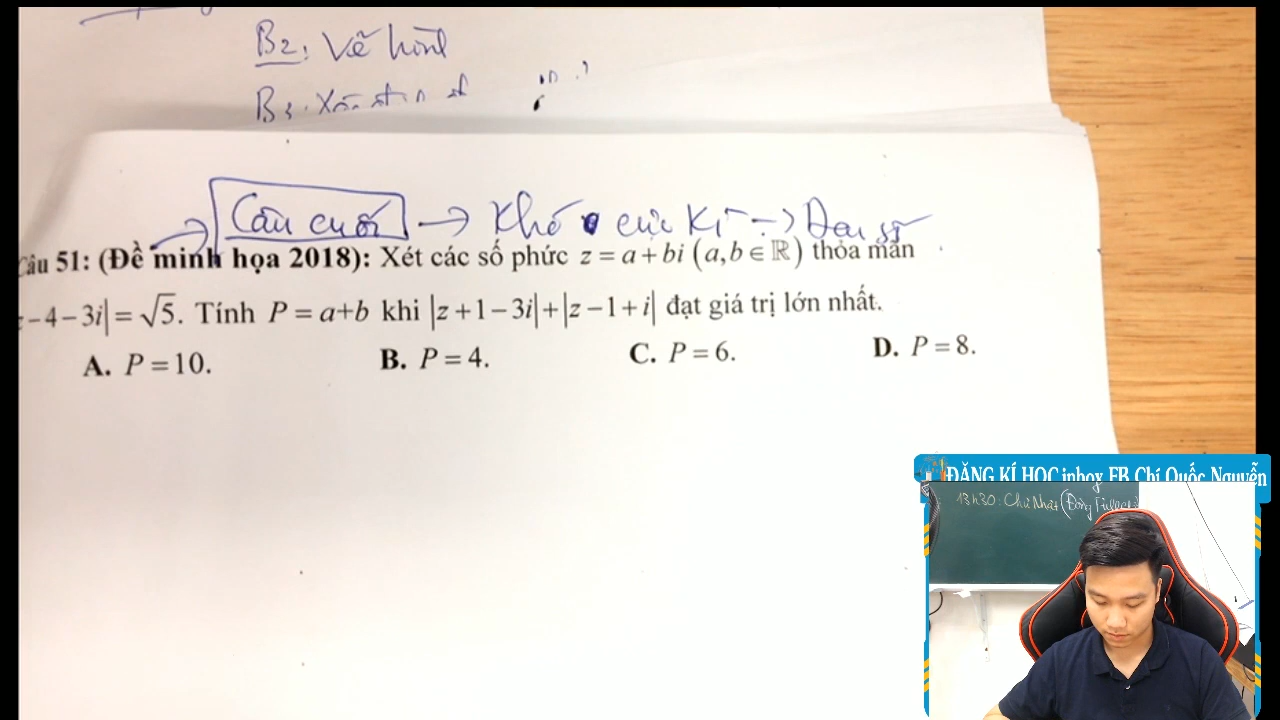 B2: Vẽ hình
Câu cuối → Khó cực kì → Đại số
Câu 51: (Đề minh họa 2018): Xét các số phức z = a + bi (a,b ∈ ℝ) thỏa mãn
z - 4 - 3i| = √5. Tính P = a+b khi |z + 1 - 3i| + |z - 1 + i| đạt giá trị lớn nhất.
A. P = 10. B. P = 4. C. P = 6. D. P = 8.
ĐĂNG KÍ HỌC inbox FB Chí Quốc Nguyễn
13h30: Chủ Nhật